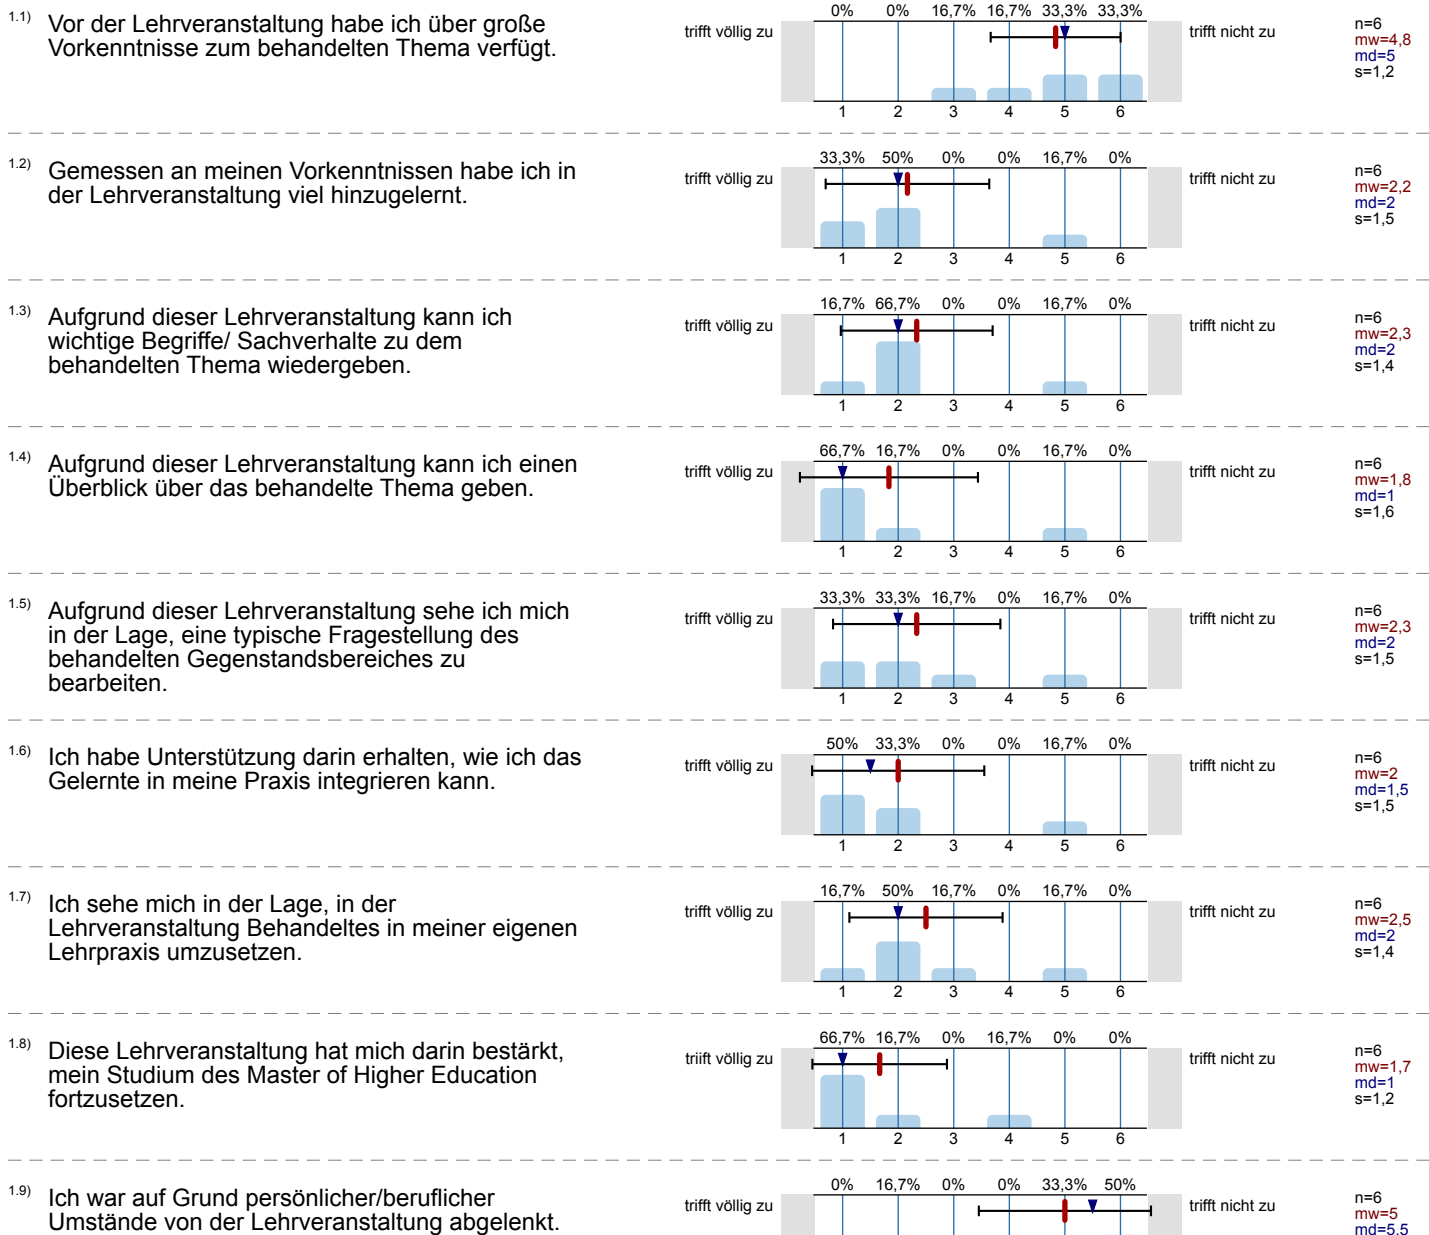 1.1) Vor der Lehrveranstaltung habe ich über große
Vorkenntnisse zum behandelten Thema verfügt.
trifft völlig zu
0% 0% 16,7% 16,7% 33,3% 33,3%
1 2 3 4 5 6
trifft nicht zu
n=6
mw=4,8
md=5
s=1,2
1.2) Gemessen an meinen Vorkenntnissen habe ich in
der Lehrveranstaltung viel hinzugelernt.
trifft völlig zu
33,3% 50% 0% 0% 16,7% 0%
1 2 3 4 5 6
trifft nicht zu
n=6
mw=2,2
md=2
s=1,5
1.3) Aufgrund dieser Lehrveranstaltung kann ich
wichtige Begriffe/ Sachverhalte zu dem
behandelten Thema wiedergeben.
trifft völlig zu
16,7% 66,7% 0% 0% 16,7% 0%
1 2 3 4 5 6
trifft nicht zu
n=6
mw=2,3
md=2
s=1,4
1.4) Aufgrund dieser Lehrveranstaltung kann ich einen
Überblick über das behandelte Thema geben.
trifft völlig zu
66,7% 16,7% 0% 0% 16,7% 0%
1 2 3 4 5 6
trifft nicht zu
n=6
mw=1,8
md=1
s=1,6
1.5) Aufgrund dieser Lehrveranstaltung sehe ich mich
in der Lage, eine typische Fragestellung des
behandelten Gegenstandsbereiches zu
bearbeiten.
trifft völlig zu
33,3% 33,3% 16,7% 0% 16,7% 0%
1 2 3 4 5 6
trifft nicht zu
n=6
mw=2,3
md=2
s=1,5
1.6) Ich habe Unterstützung darin erhalten, wie ich das
Gelernte in meine Praxis integrieren kann.
trifft völlig zu
50% 33,3% 0% 0% 16,7% 0%
1 2 3 4 5 6
trifft nicht zu
n=6
mw=2
md=1,5
s=1,5
1.7) Ich sehe mich in der Lage, in der
Lehrveranstaltung Behandeltes in meiner eigenen
Lehrpraxis umzusetzen.
trifft völlig zu
16,7% 50% 16,7% 0% 16,7% 0%
1 2 3 4 5 6
trifft nicht zu
n=6
mw=2,5
md=2
s=1,4
1.8) Diese Lehrveranstaltung hat mich darin bestärkt,
mein Studium des Master of Higher Education
fortzusetzen.
triift völlig zu
66,7% 16,7% 0% 16,7% 0% 0%
1 2 3 4 5 6
trifft nicht zu
n=6
mw=1,7
md=1
s=1,2
1.9) Ich war auf Grund persönlicher/beruflicher
Umstände von der Lehrveranstaltung abgelenkt.
trifft völlig zu
0% 16,7% 0% 0% 33,3% 50%
trifft nicht zu
n=6
mw=5
md=5,5